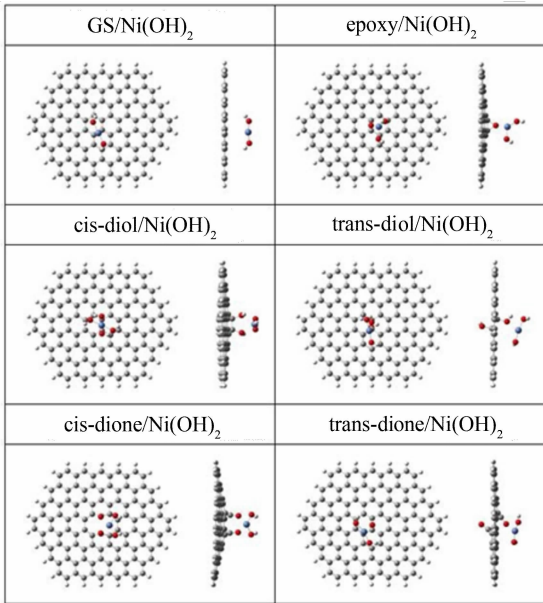 GS/Ni(OH)₂
epoxy/Ni(OH)₂
cis-diol/Ni(OH)₂
trans-diol/Ni(OH)₂
cis-dione/Ni(OH)₂
trans-dione/Ni(OH)₂